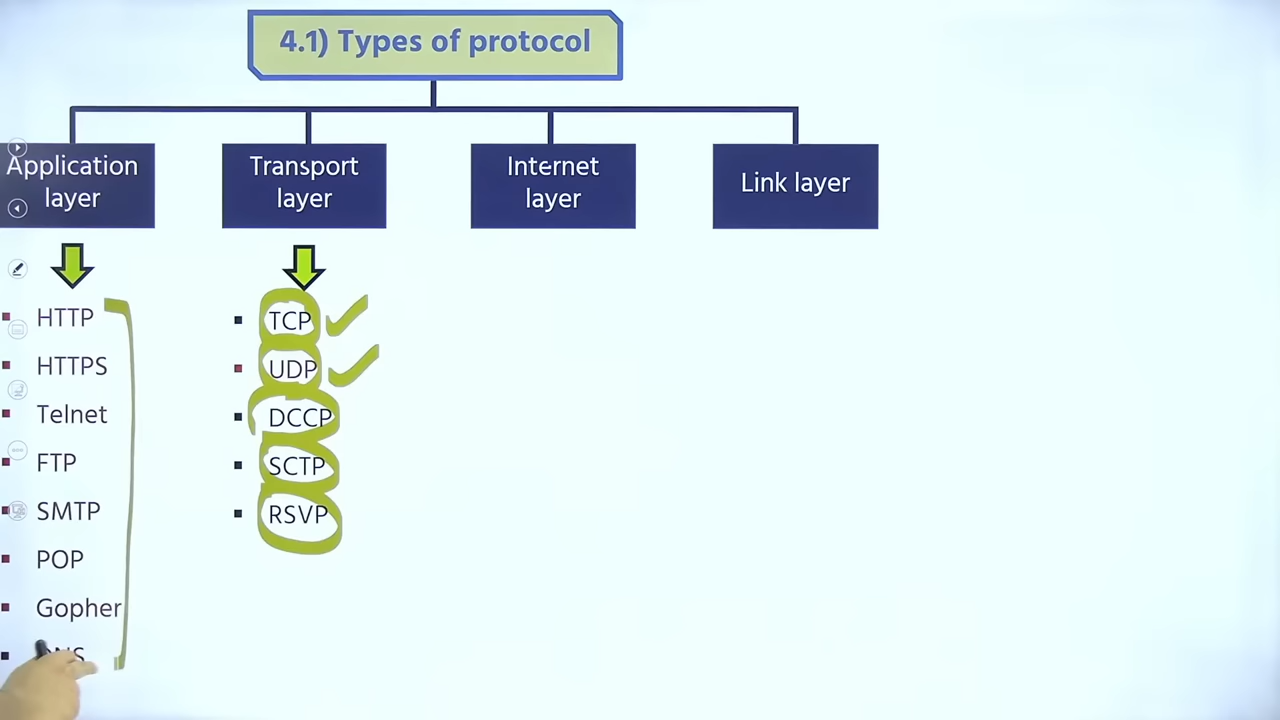 4.1) Types of protocol
Application
layer
Transport
layer
Internet
layer
Link layer
HTTP
HTTPS
Telnet
FTP
SMTP
POP
Gopher
TCP
UDP
DCCP
SCTP
RSVP